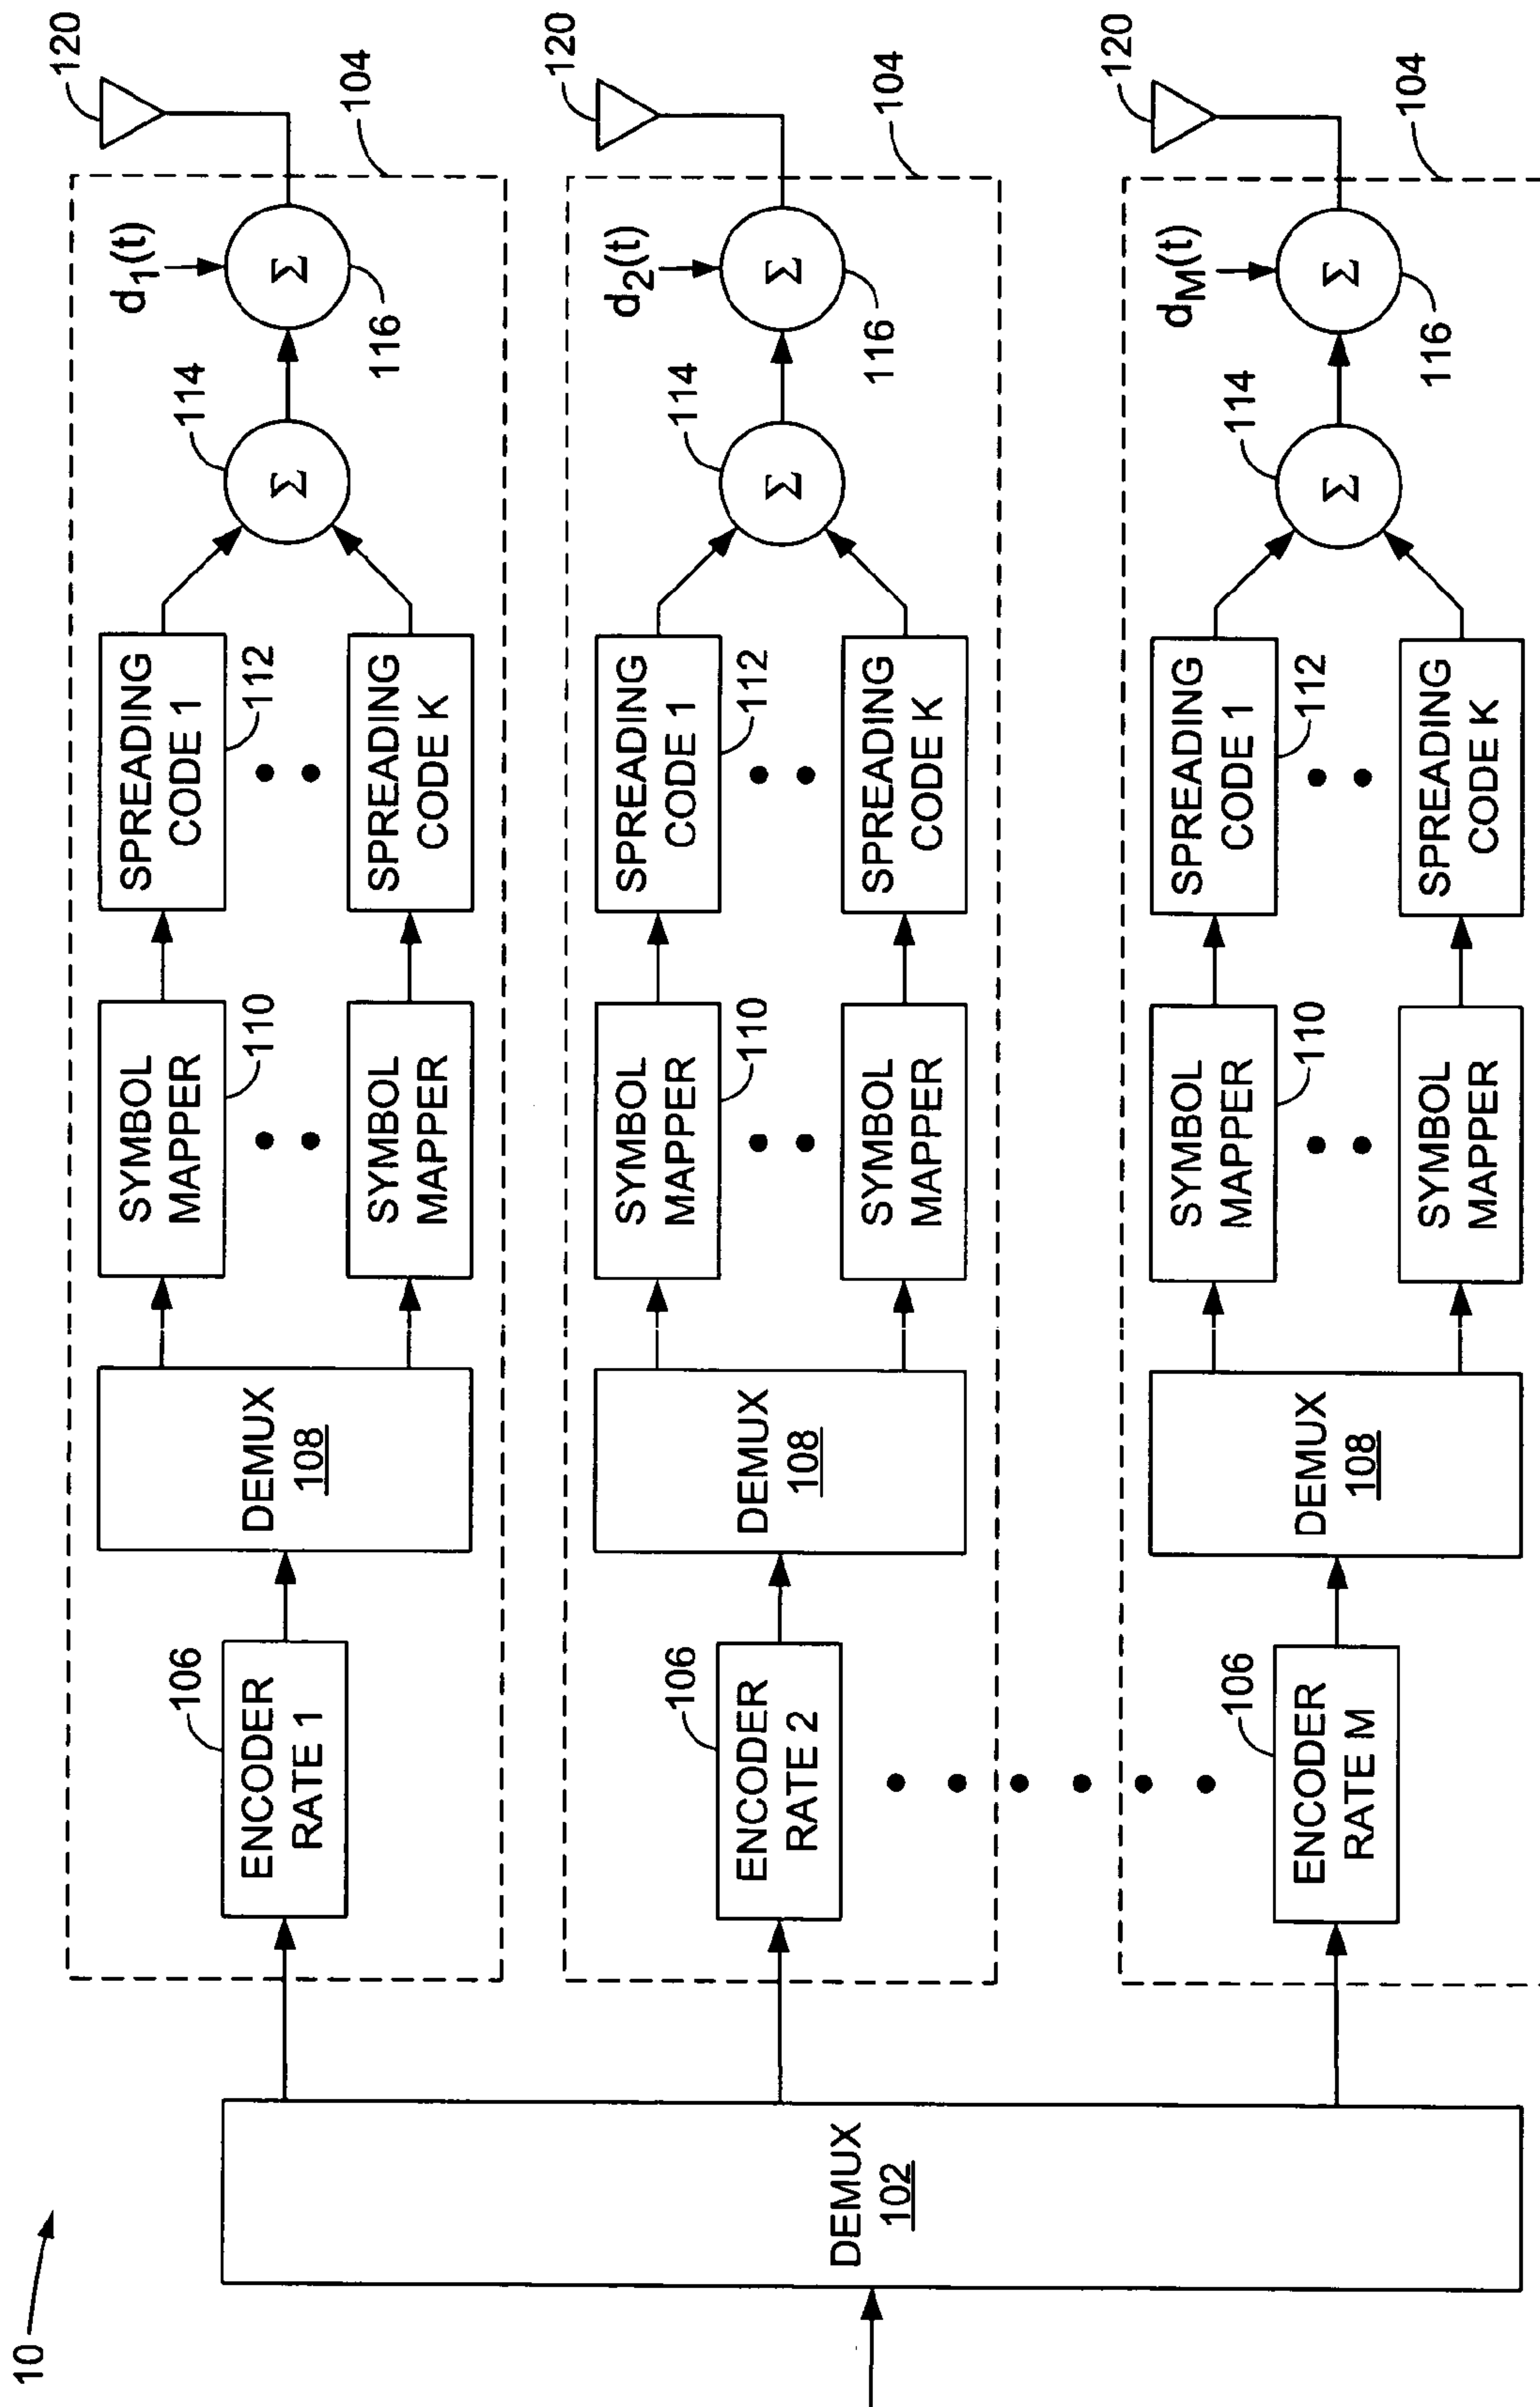 10
DEMUX
102
ENCODER
RATE 1
106
DEMUX
108
SYMBOL
MAPPER
110
SYMBOL
MAPPER
SPREADING
CODE 1
112
SPREADING
CODE K
Σ
114
d1(t)
Σ
116
120
104
ENCODER
RATE 2
106
DEMUX
108
SYMBOL
MAPPER
110
SYMBOL
MAPPER
SPREADING
CODE 1
112
SPREADING
CODE K
Σ
114
d2(t)
Σ
116
120
104
ENCODER
RATE M
106
DEMUX
108
SYMBOL
MAPPER
110
SYMBOL
MAPPER
SPREADING
CODE 1
112
SPREADING
CODE K
Σ
114
dM(t)
Σ
116
120
104